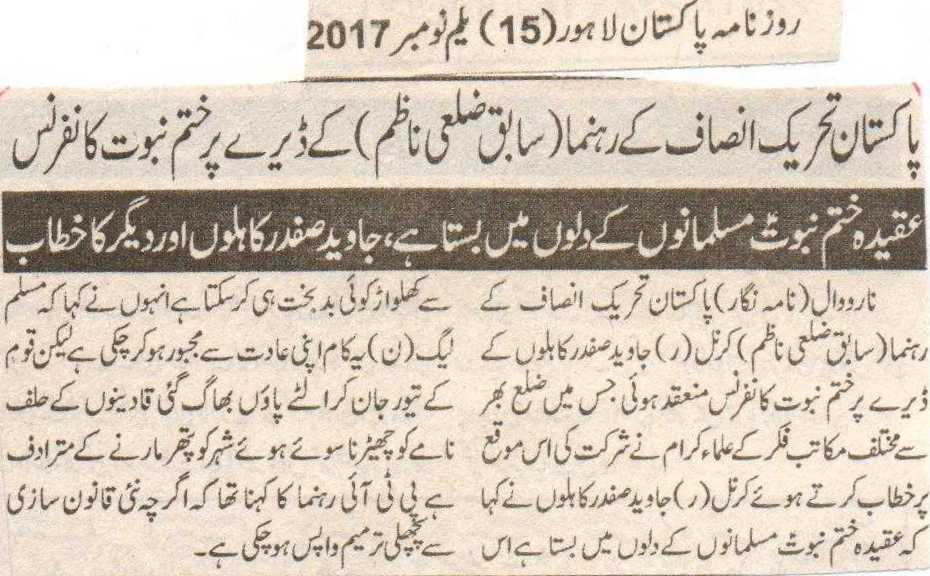 روزنامہ پاکستان لاہور (15) یکم نومبر 2017
پاکستان تحریک انصاف کے رہنما (سابق ضلعی ناظم) کے ڈیرے پر ختم نبوت کانفرنس
عقیدہ ختم نبوتؐ مسلمانوں کے دلوں میں بستا ہے، جاوید صفدر کاہلوں اور دیگر کا خطاب
نارووال (نامہ نگار) پاکستان تحریک انصاف کے
رہنما (سابق ضلعی ناظم) کرنل (ر) جاوید صفدر کاہلوں کے
ڈیرے پر ختم نبوت کانفرنس منعقد ہوئی جس میں ضلع بھر
سے مختلف مکاتب فکر کے علماء کرام نے شرکت کی اس موقع
پر خطاب کرتے ہوئے کرنل (ر) جاوید صفدر کاہلوں نے کہا
کہ عقیدہ ختم نبوتؐ مسلمانوں کے دلوں میں بستا ہے اس
سے کھلواڑ کوئی بد بخت ہی کر سکتا ہے انہوں نے کہا کہ مسلم
لیگ (ن) یہ کام اپنی عادت سے مجبور ہو کر چکی ہے لیکن قوم
کے تیور جان کر الٹے پاؤں بھاگ گئی قادینوں کے حلف
نامے کو چھیڑنا سوئے ہوئے شہر کو پتھر مارنے کے مترادف
ہے پی ٹی آئی رہنما کا کہنا تھا کہ اگرچہ نئی قانون سازی
سے پچھلی ترمیم واپس ہو چکی ہے۔